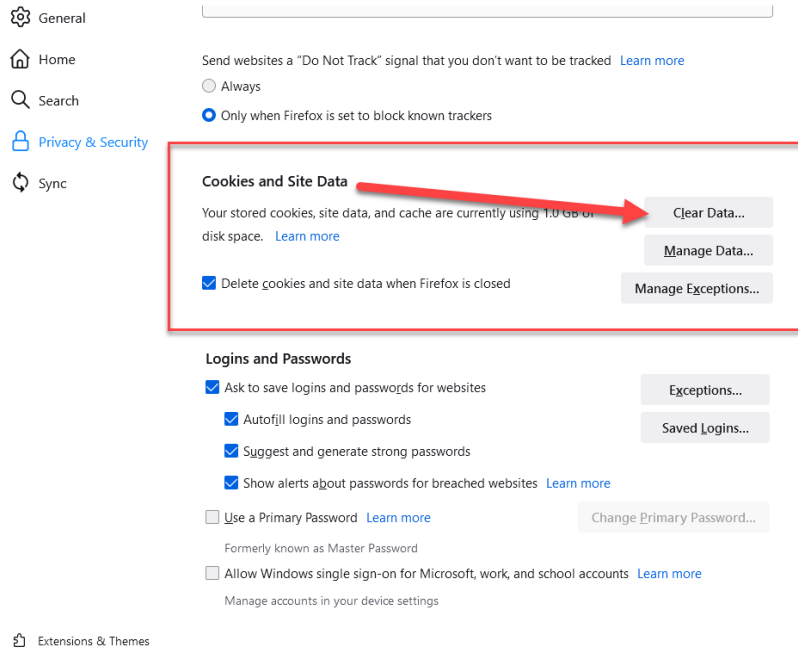 General
Home
Search
Privacy & Security
Sync
Extensions & Themes
Send websites a “Do Not Track” signal that you don’t want to be tracked Learn more
Always
Only when Firefox is set to block known trackers
Cookies and Site Data
Your stored cookies, site data, and cache are currently using 1.0 GB of
disk space. Learn more
Clear Data...
Manage Data...
Delete cookies and site data when Firefox is closed
Manage Exceptions...
Logins and Passwords
Ask to save logins and passwords for websites
Exceptions...
Autofill logins and passwords
Saved Logins...
Suggest and generate strong passwords
Show alerts about passwords for breached websites Learn more
Use a Primary Password Learn more
Change Primary Password...
Formerly known as Master Password
Allow Windows single sign-on for Microsoft, work, and school accounts Learn more
Manage accounts in your device settings